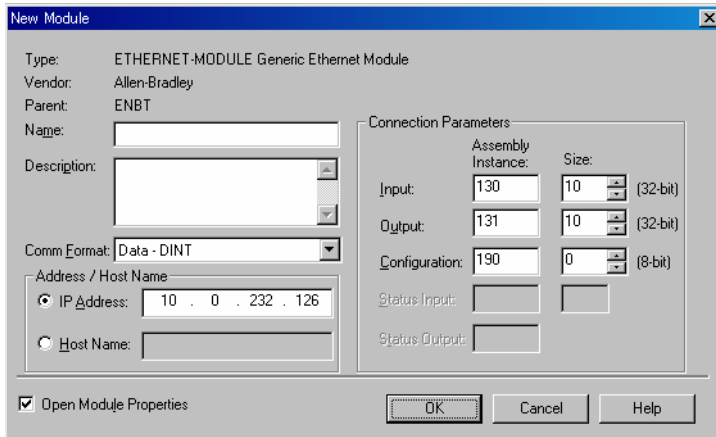 New Module
Type: ETHERNET-MODULE Generic Ethernet Module
Vendor: Allen-Bradley
Parent: ENBT
Name:
Description:
Comm Format: Data - DINT
Address / Host Name
IP Address: 10 . 0 . 232 . 126
Host Name:
Connection Parameters
Assembly Instance: Size:
Input: 130 10 (32-bit)
Output: 131 10 (32-bit)
Configuration: 190 0 (8-bit)
Status Input:
Status Output:
Open Module Properties
OK Cancel Help